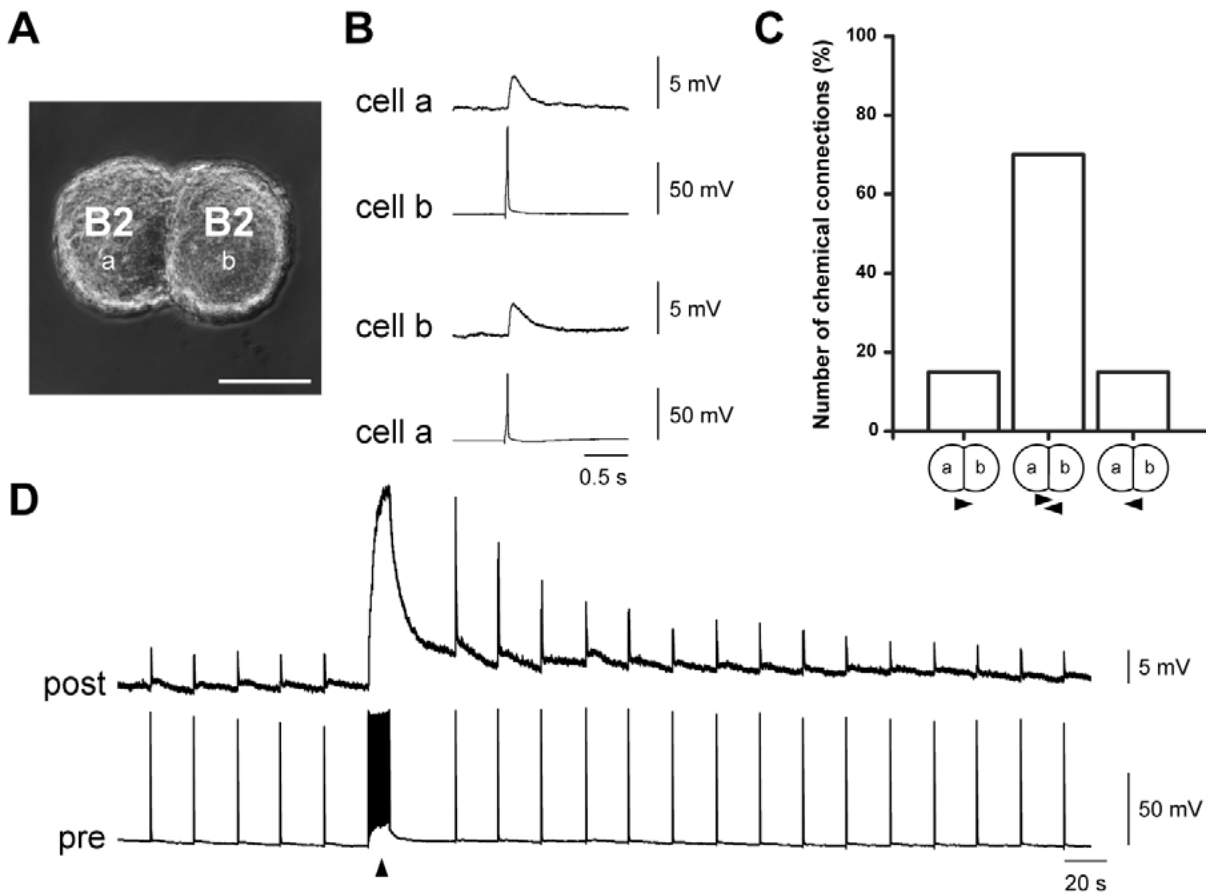 A
B2
a
B2
b
B
cell a
5 mV
cell b
50 mV
cell b
5 mV
cell a
50 mV
0.5 s
C
Number of chemical connections (%)
100
80
60
40
20
0
a b
a b
a b
D
post
5 mV
pre
50 mV
20 s